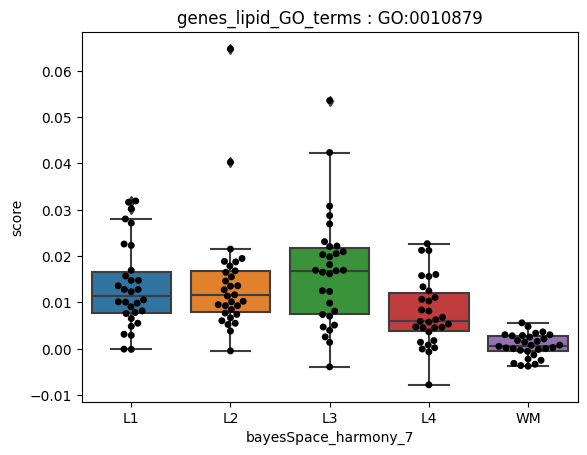 genes_lipid_GO_terms : GO:0010879
0.06
0.05
0.04
0.03
0.02
0.01
0.00
−0.01
score
L1 L2 L3 L4 WM
bayesSpace_harmony_7